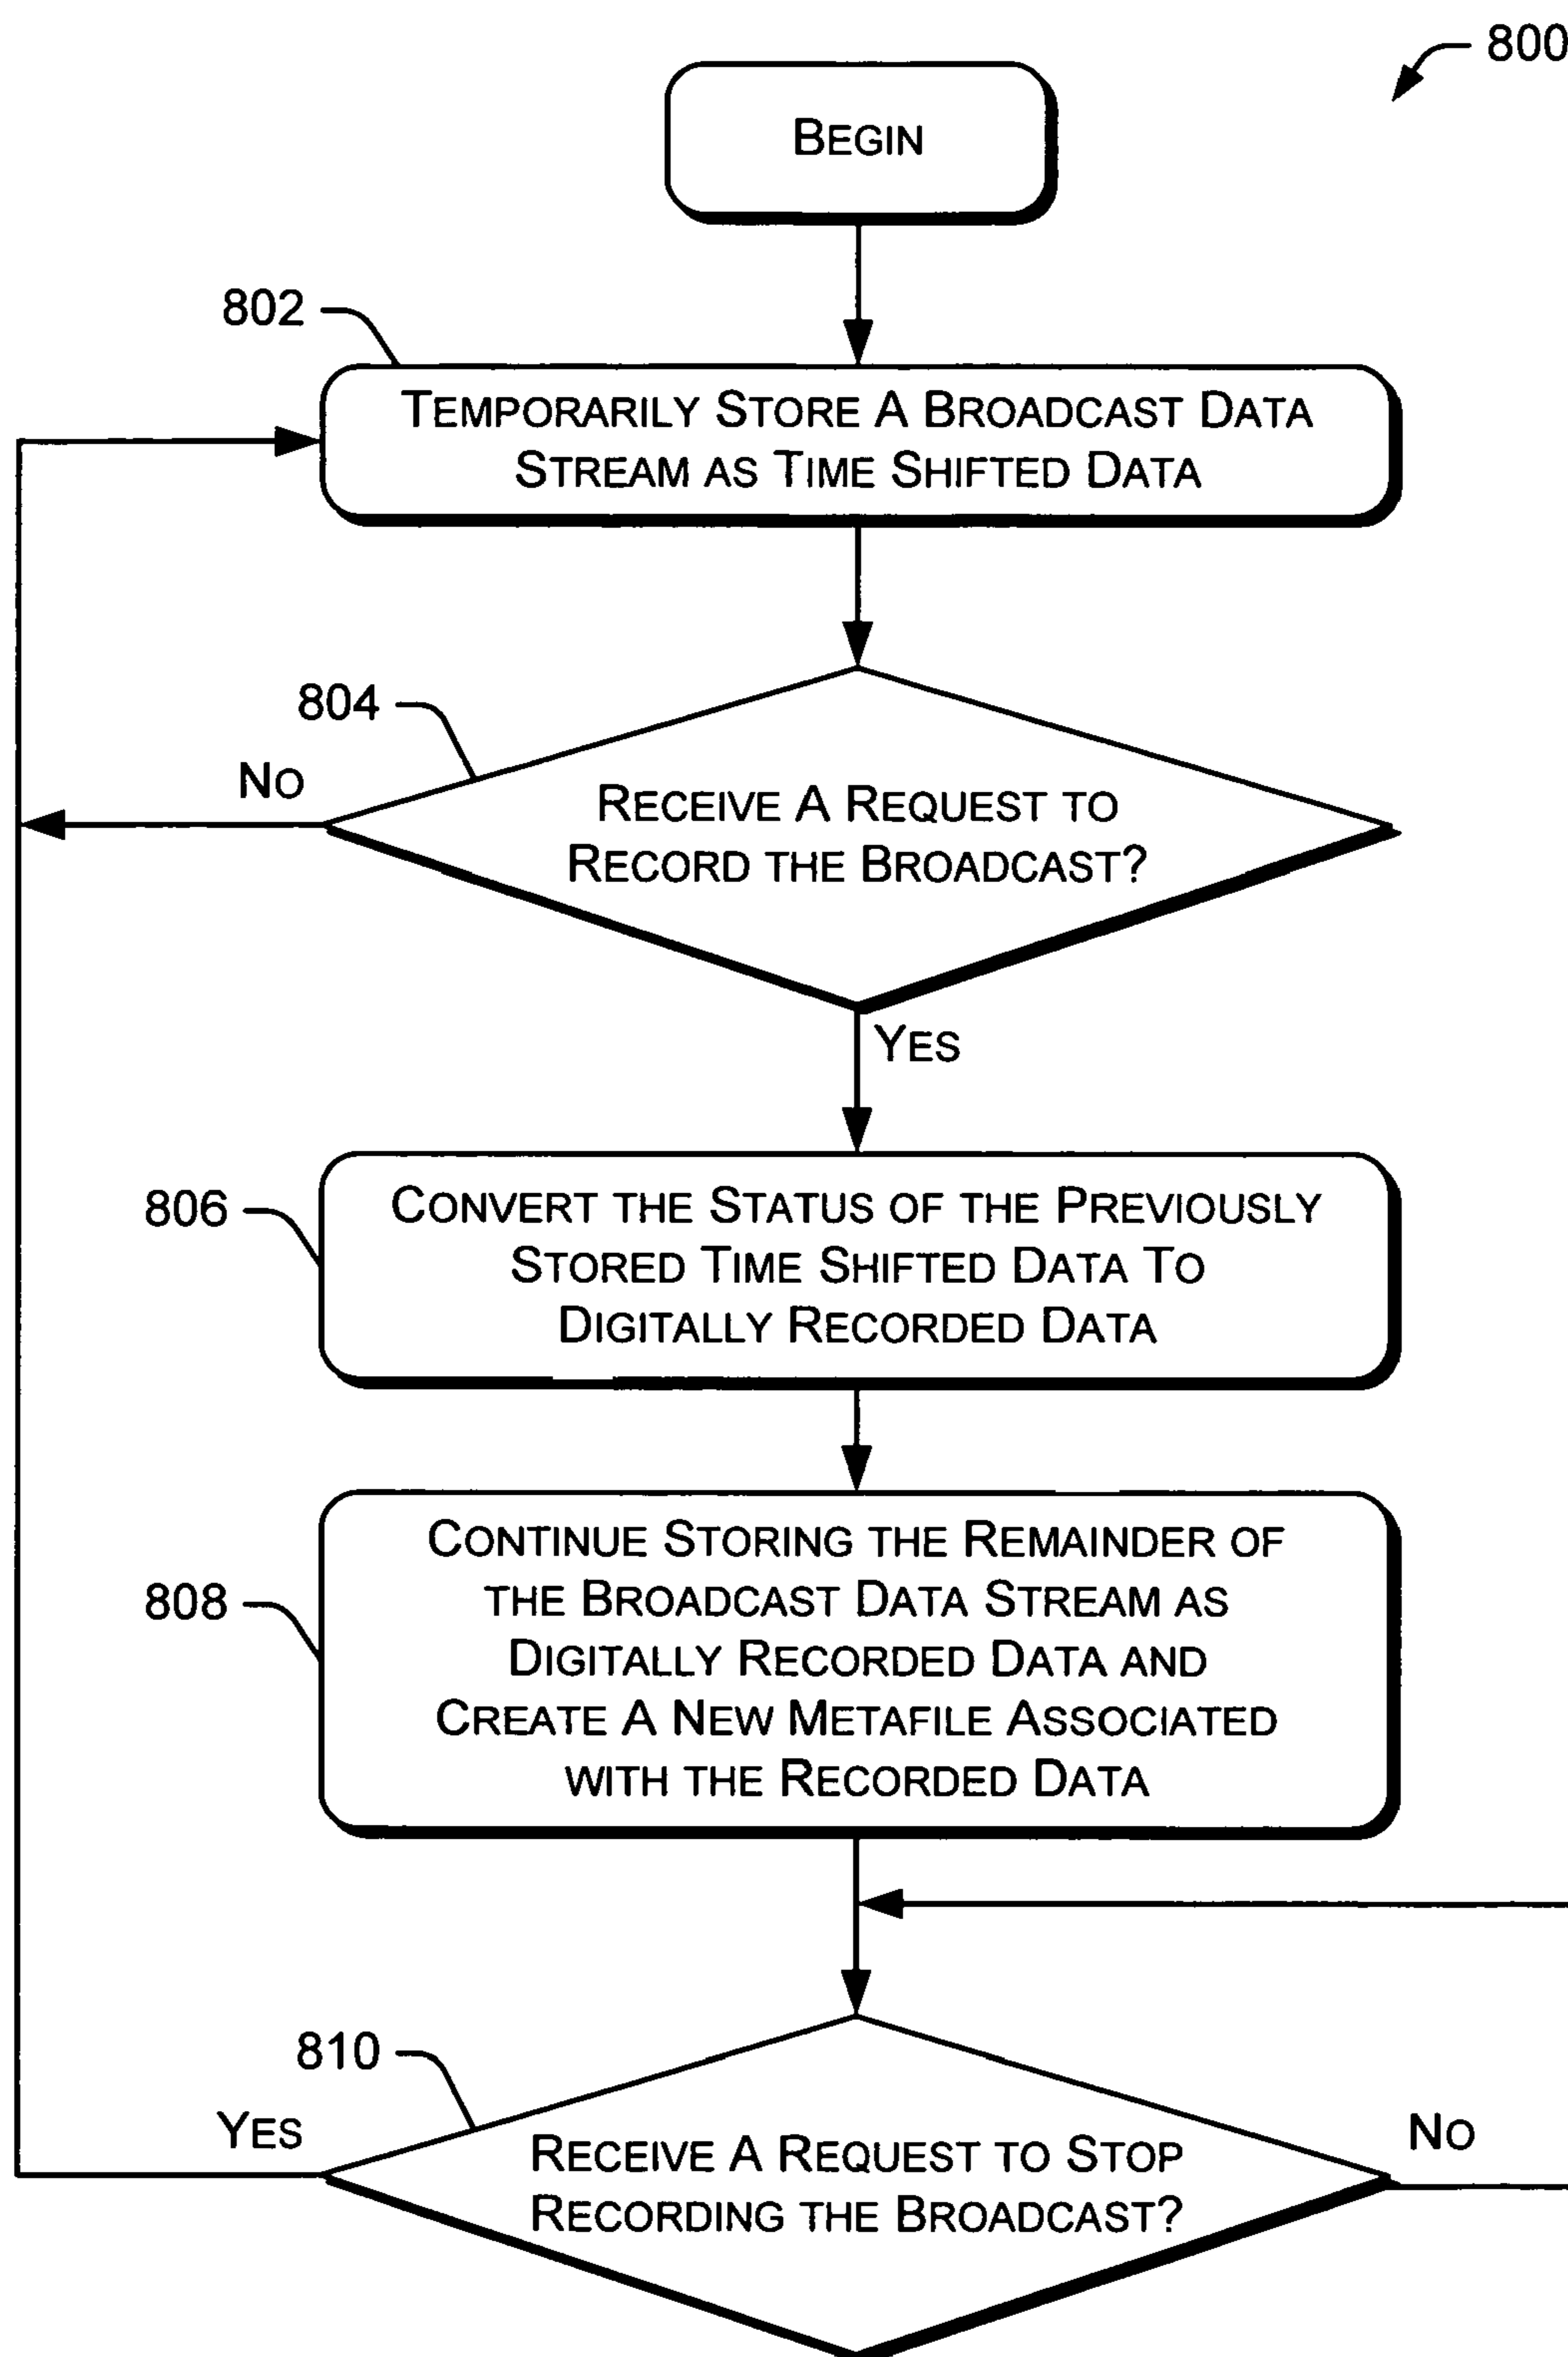 800
BEGIN
802
TEMPORARILY STORE A BROADCAST DATA
STREAM AS TIME SHIFTED DATA
804
NO
RECEIVE A REQUEST TO
RECORD THE BROADCAST?
YES
806
CONVERT THE STATUS OF THE PREVIOUSLY
STORED TIME SHIFTED DATA TO
DIGITALLY RECORDED DATA
808
CONTINUE STORING THE REMAINDER OF
THE BROADCAST DATA STREAM AS
DIGITALLY RECORDED DATA AND
CREATE A NEW METAFILE ASSOCIATED
WITH THE RECORDED DATA
810
YES
RECEIVE A REQUEST TO STOP
RECORDING THE BROADCAST?
NO